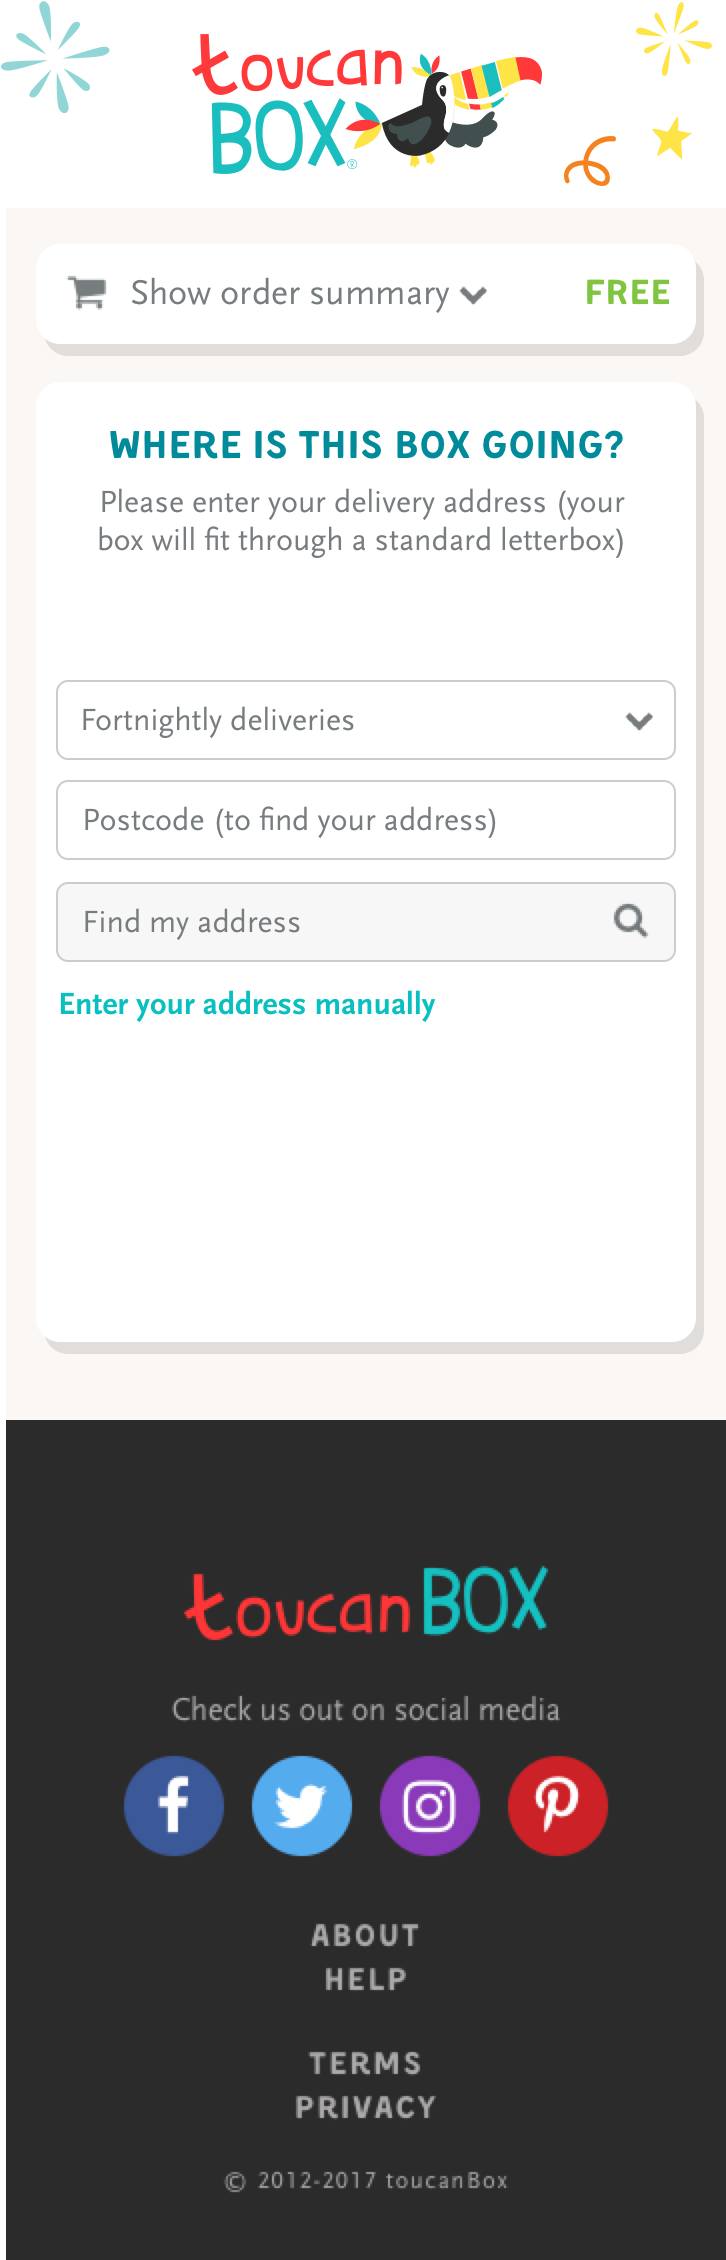 toucan
BOX®
Show order summary
FREE
WHERE IS THIS BOX GOING?
Please enter your delivery address (your
box will fit through a standard letterbox)
Fortnightly deliveries
Postcode (to find your address)
Find my address
Enter your address manually
toucanBOX
Check us out on social media
ABOUT
HELP
TERMS
PRIVACY
© 2012-2017 toucanBox